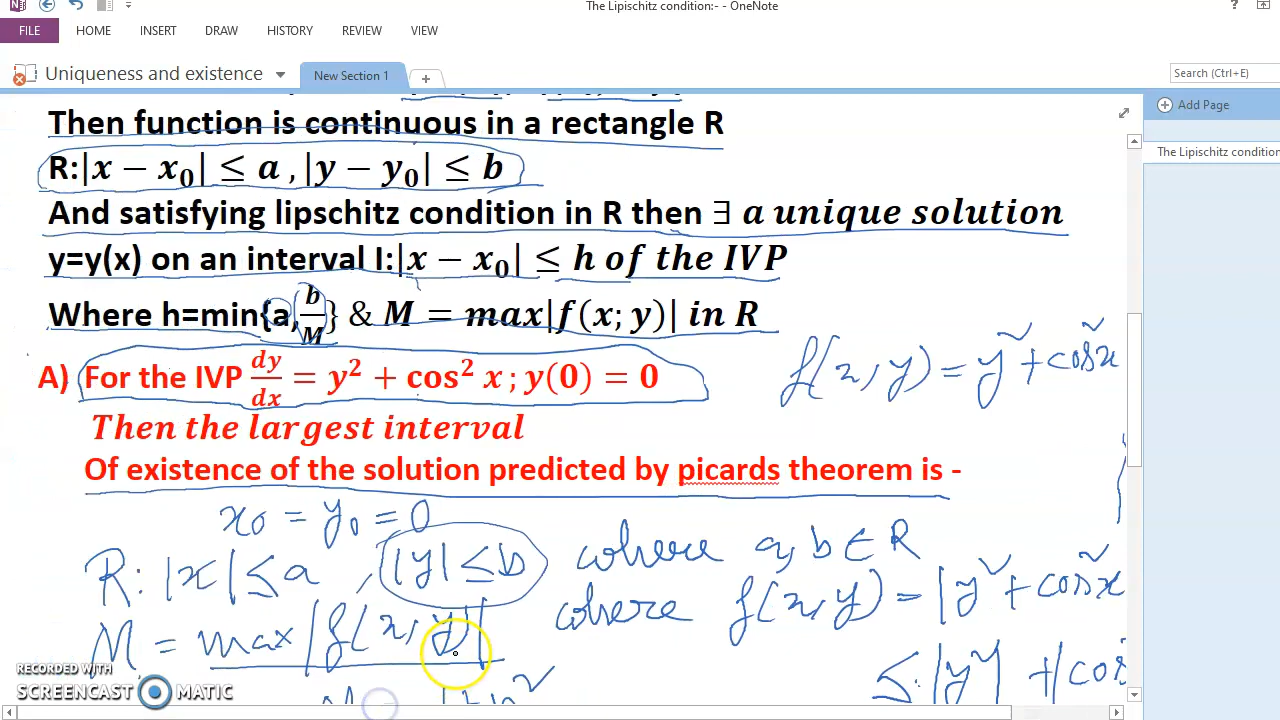 The Lipischitz condition:- - OneNote
FILE HOME INSERT DRAW HISTORY REVIEW VIEW
Uniqueness and existence New Section 1 + Search (Ctrl+E)
Add Page
The Lipschitz condition
Then function is continuous in a rectangle R
R:|x − x₀| ≤ a , |y − y₀| ≤ b
And satisfying lipschitz condition in R then ∃ a unique solution
y=y(x) on an interval I:|x − x₀| ≤ h of the IVP
Where h=min{a, b/M} & M = max|f(x; y)| in R
f(x, y) = y² + cos²x
A) For the IVP dy/dx = y² + cos² x ; y(0) = 0
Then the largest interval
Of existence of the solution predicted by picards theorem is -
x₀ = y₀ = 0
R: |x| ≤ a , |y| ≤ b where a, b ∈ R
M = max |f(x, y)| where f(x, y) = |y² + cos²x
≤ |y²| + |cos
RECORDED WITH
SCREENCAST MATIC